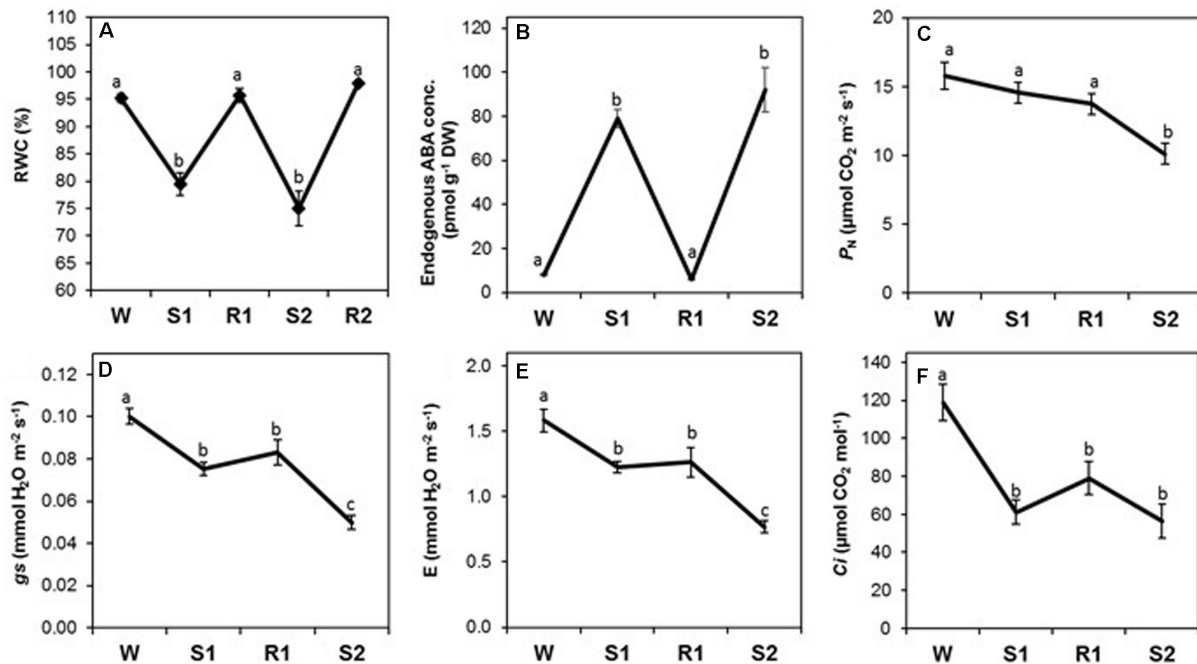 A
RWC (%)
110
105
100
95
90
85
80
75
70
65
60
a
b
a
b
a
W S1 R1 S2 R2
B
Endogenous ABA conc.
(pmol g⁻¹ DW)
120
100
80
60
40
20
0
a
b
a
b
W S1 R1 S2
C
P_N (µmol CO₂ m⁻² s⁻¹)
20
15
10
5
0
a
a
a
b
W S1 R1 S2
D
gs (mmol H₂O m⁻² s⁻¹)
0.12
0.10
0.08
0.06
0.04
0.02
0.00
a
b
b
c
W S1 R1 S2
E
E (mmol H₂O m⁻² s⁻¹)
2.0
1.5
1.0
0.5
0.0
a
b
b
c
W S1 R1 S2
F
Ci (µmol CO₂ mol⁻¹)
140
120
100
80
60
40
20
0
a
b
b
b
W S1 R1 S2